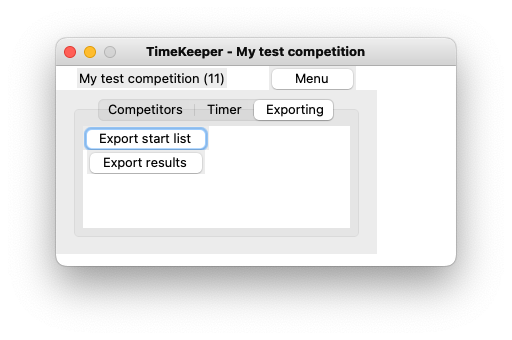 TimeKeeper - My test competition
My test competition (11) Menu
Competitors Timer Exporting
Export start list
Export results